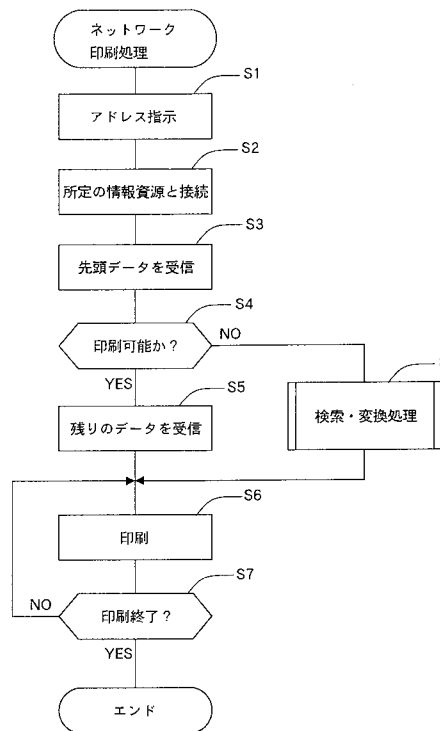 ネットワーク
印刷処理
S1
アドレス指示
S2
所定の情報資源と接続
S3
先頭データを受信
S4
印刷可能か？
NO
YES
S5
残りのデータを受信
検索・変換処理
S6
印刷
S7
印刷終了？
NO
YES
エンド